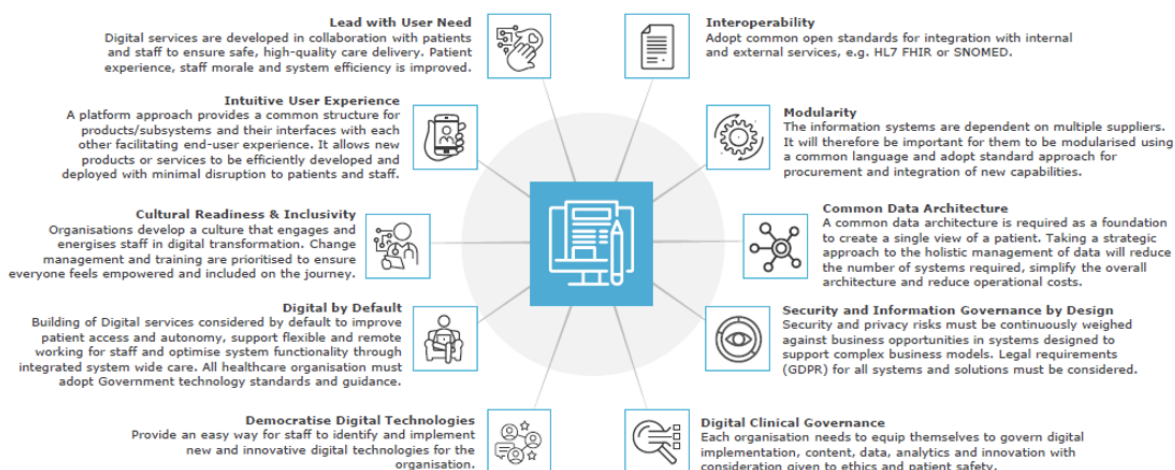 Lead with User Need
Digital services are developed in collaboration with patients
and staff to ensure safe, high-quality care delivery. Patient
experience, staff morale and system efficiency is improved.
Intuitive User Experience
A platform approach provides a common structure for
products/subsystems and their interfaces with each
other facilitating end-user experience. It allows new
products or services to be efficiently developed and
deployed with minimal disruption to patients and staff.
Cultural Readiness & Inclusivity
Organisations develop a culture that engages and
energises staff in digital transformation. Change
management and training are prioritised to ensure
everyone feels empowered and included on the journey.
Digital by Default
Building of Digital services considered by default to improve
patient access and autonomy, support flexible and remote
working for staff and optimise system functionality through
integrated system wide care. All healthcare organisation must
adopt Government technology standards and guidance.
Democratise Digital Technologies
Provide an easy way for staff to identify and implement
new and innovative digital technologies for the
organisation.
Interoperability
Adopt common open standards for integration with internal
and external services, e.g. HL7 FHIR or SNOMED.
Modularity
The information systems are dependent on multiple suppliers.
It will therefore be important for them to be modularised using
a common language and adopt standard approach for
procurement and integration of new capabilities.
Common Data Architecture
A common data architecture is required as a foundation
to create a single view of a patient. Taking a strategic
approach to the holistic management of data will reduce
the number of systems required, simplify the overall
architecture and reduce operational costs.
Security and Information Governance by Design
Security and privacy risks must be continuously weighed
against business opportunities in systems designed to
support complex business models. Legal requirements
(GDPR) for all systems and solutions must be considered.
Digital Clinical Governance
Each organisation needs to equip themselves to govern digital
implementation, content, data, analytics and innovation with
consideration given to ethics and patient safety.